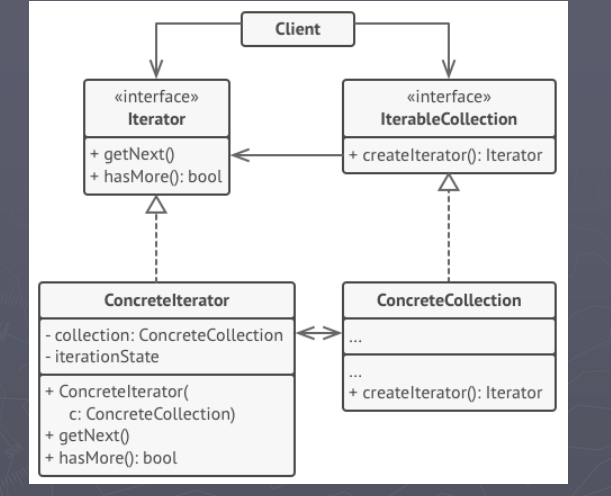 Client
«interface»
Iterator
+ getNext()
+ hasMore(): bool
«interface»
IterableCollection
+ createIterator(): Iterator
ConcreteIterator
- collection: ConcreteCollection
- iterationState
+ ConcreteIterator(
c: ConcreteCollection)
+ getNext()
+ hasMore(): bool
ConcreteCollection
...
...
+ createIterator(): Iterator